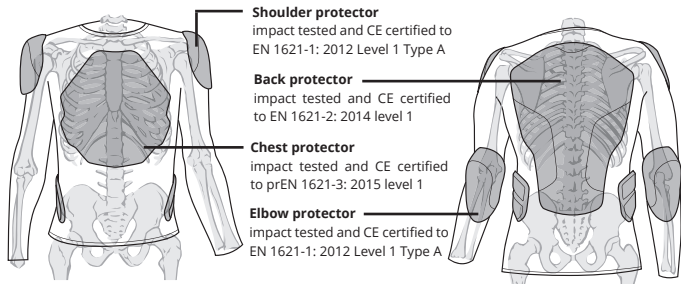 Shoulder protector
impact tested and CE certified to
EN 1621-1: 2012 Level 1 Type A
Back protector
impact tested and CE certified
to EN 1621-2: 2014 level 1
Chest protector
impact tested and CE certified
to prEN 1621-3: 2015 level 1
Elbow protector
impact tested and CE certified to
EN 1621-1: 2012 Level 1 Type A